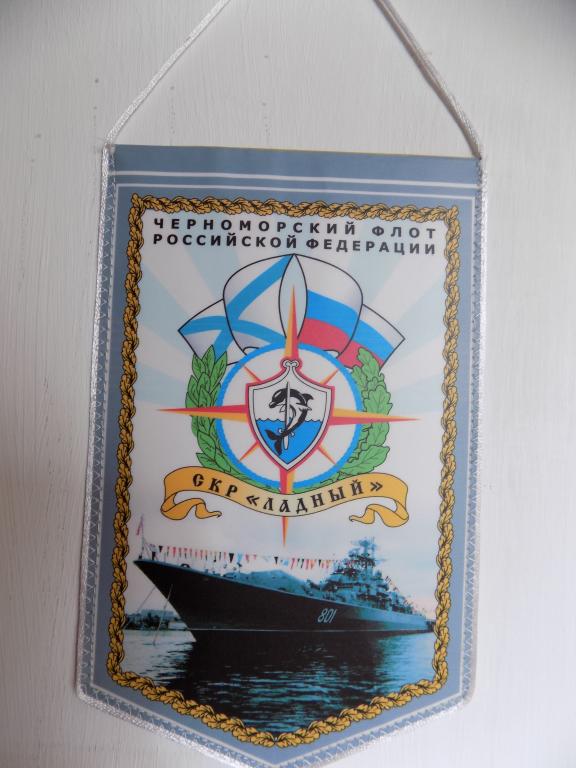 ЧЕРНОМОРСКИЙ ФЛОТ
РОССИЙСКОЙ ФЕДЕРАЦИИ
СКР «ЛАДНЫЙ»
801